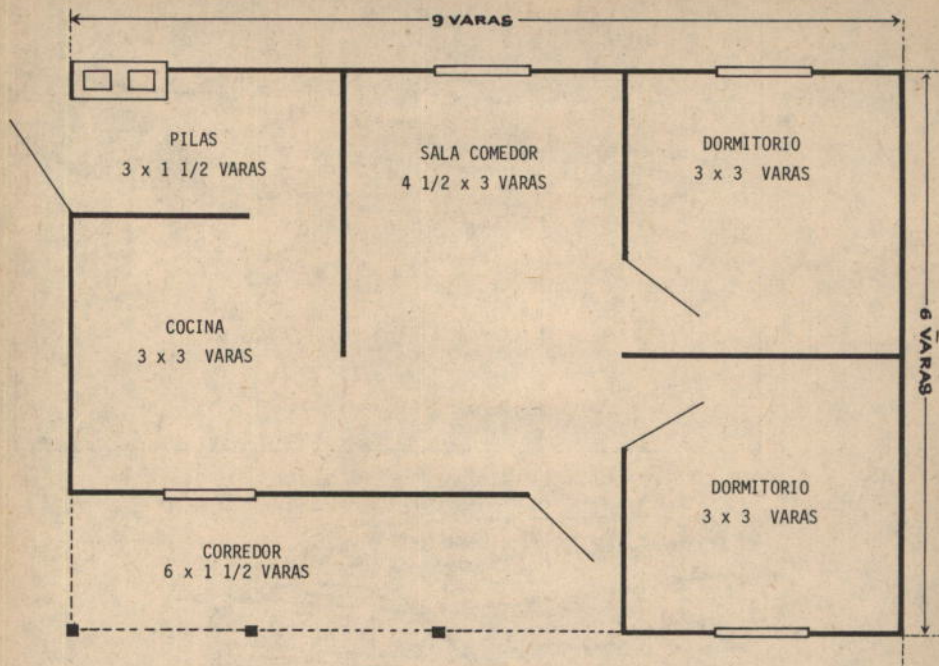 9 VARAS
PILAS
3 x 1 1/2 VARAS
SALA COMEDOR
4 1/2 x 3 VARAS
DORMITORIO
3 x 3 VARAS
COCINA
3 x 3 VARAS
6 VARAS
DORMITORIO
3 x 3 VARAS
CORREDOR
6 x 1 1/2 VARAS